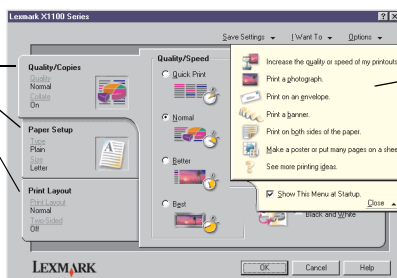 Lexmark X1100 Series
Save Settings
I Want To
Options
Quality/Copies
Quality
Normal
Collate
On
Paper Setup
Type
Plain
Size
Letter
Print Layout
Print Layout
Normal
Two-Sided
Off
Quality/Speed
Quick Print
Normal
Better
Best
Increase the quality or speed of my printouts
Print a photograph.
Print on an envelope.
Print a banner.
Print on both sides of the paper.
Make a poster or put many pages on a shee
See more printing ideas.
Show This Menu at Startup.
Close
Black and White
LEXMARK
OK
Cancel
Help